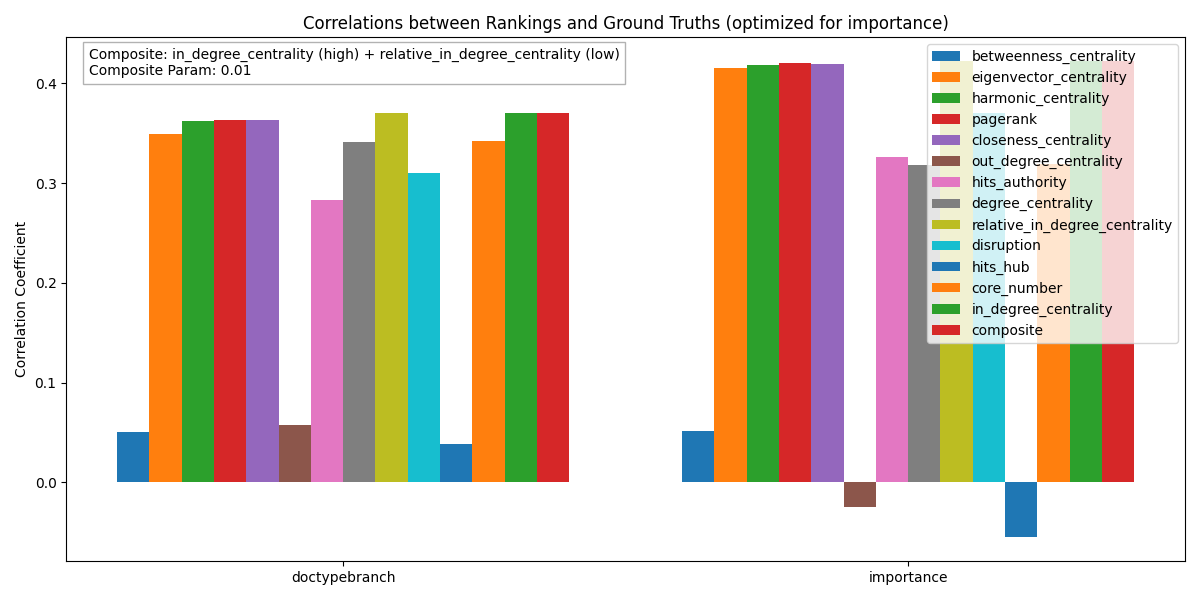 Correlations between Rankings and Ground Truths (optimized for importance)
Composite: in_degree_centrality (high) + relative_in_degree_centrality (low)
Composite Param: 0.01
betweenness_centrality
eigenvector_centrality
harmonic_centrality
pagerank
closeness_centrality
out_degree_centrality
hits_authority
degree_centrality
relative_in_degree_centrality
disruption
hits_hub
core_number
in_degree_centrality
composite
Correlation Coefficient
0.4
0.3
0.2
0.1
0.0
doctypebranch
importance